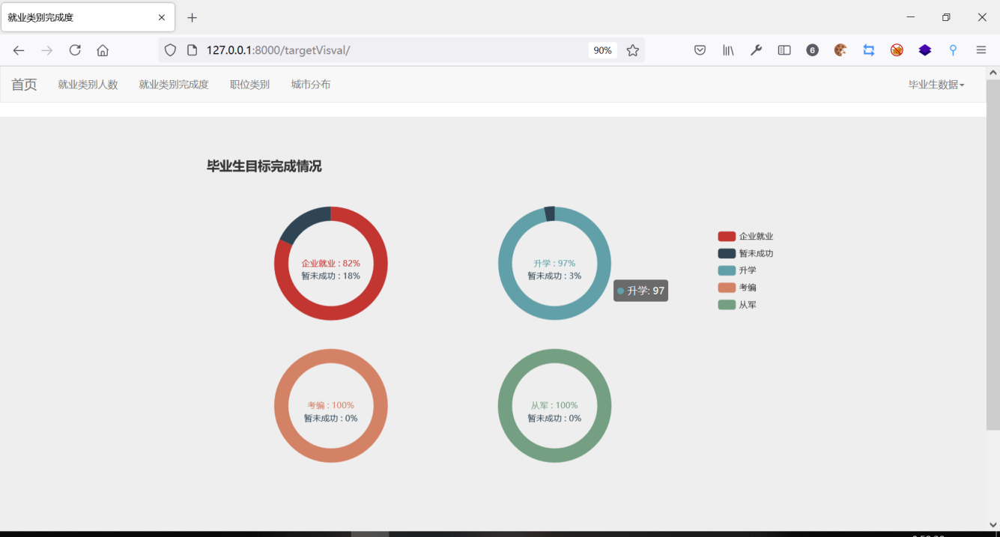 就业类别完成度
127.0.0.1:8000/targetVisval/
90%
6
首页 就业类别人数 就业类别完成度 职位类别 城市分布 毕业生数据
毕业生目标完成情况
企业就业 : 82%
暂未成功 : 18%
升学 : 97%
暂未成功 : 3%
升学: 97
企业就业
暂未成功
升学
考编
从军
考编 : 100%
暂未成功 : 0%
从军 : 100%
暂未成功 : 0%